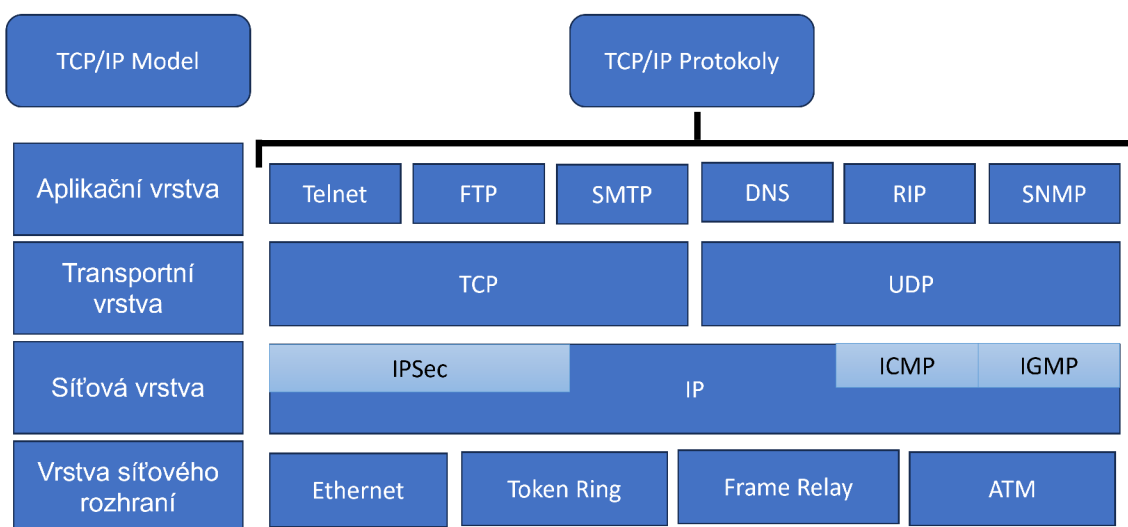 TCP/IP Model
TCP/IP Protokoly
Aplikační vrstva
Telnet
FTP
SMTP
DNS
RIP
SNMP
Transportní
vrstva
TCP
UDP
Síťová vrstva
IPSec
IP
ICMP
IGMP
Vrstva síťového
rozhraní
Ethernet
Token Ring
Frame Relay
ATM